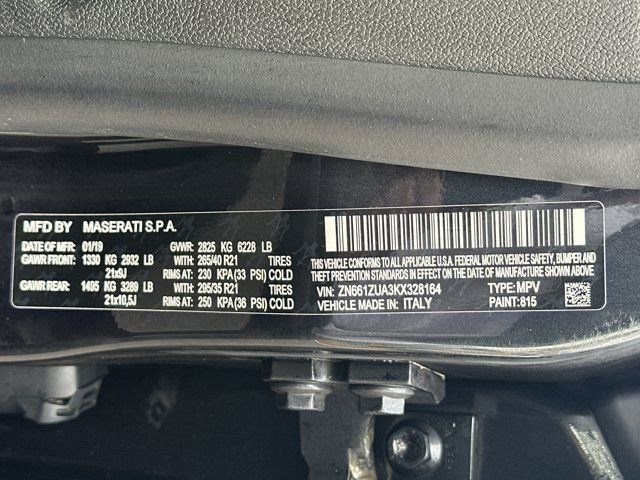 MFD BY MASERATI S.P.A.
DATE OF MFR: 01/19 GVWR: 2825 KG 6228 LB
GAWR FRONT: 1330 KG 2932 LB WITH: 265/40 R21 TIRES
21x9J RIMS AT: 230 KPA (33 PSI) COLD
GAWR REAR: 1495 KG 3289 LB WITH: 295/35 R21 TIRES
21x10,5J RIMS AT: 250 KPA (36 PSI) COLD
THIS VEHICLE CONFORMS TO ALL APPLICABLE U.S.A. FEDERAL MOTOR VEHICLE SAFETY, BUMPER AND
THEFT PREVENTION STANDARDS IN EFFECT ON THE DATE OF MANUFACTURE SHOWN ABOVE.
VIN: ZN661ZUA3KX328164 TYPE: MPV
VEHICLE MADE IN: ITALY PAINT: 815